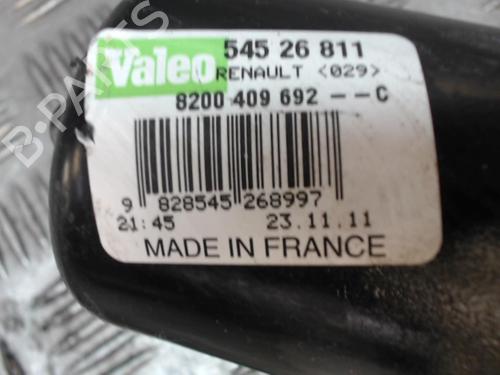 Valeo 545 26 811
RENAULT <029>
8200 409 692 -- C
9 828545 268997
21:45 23.11.11
MADE IN FRANCE
B-PARTS